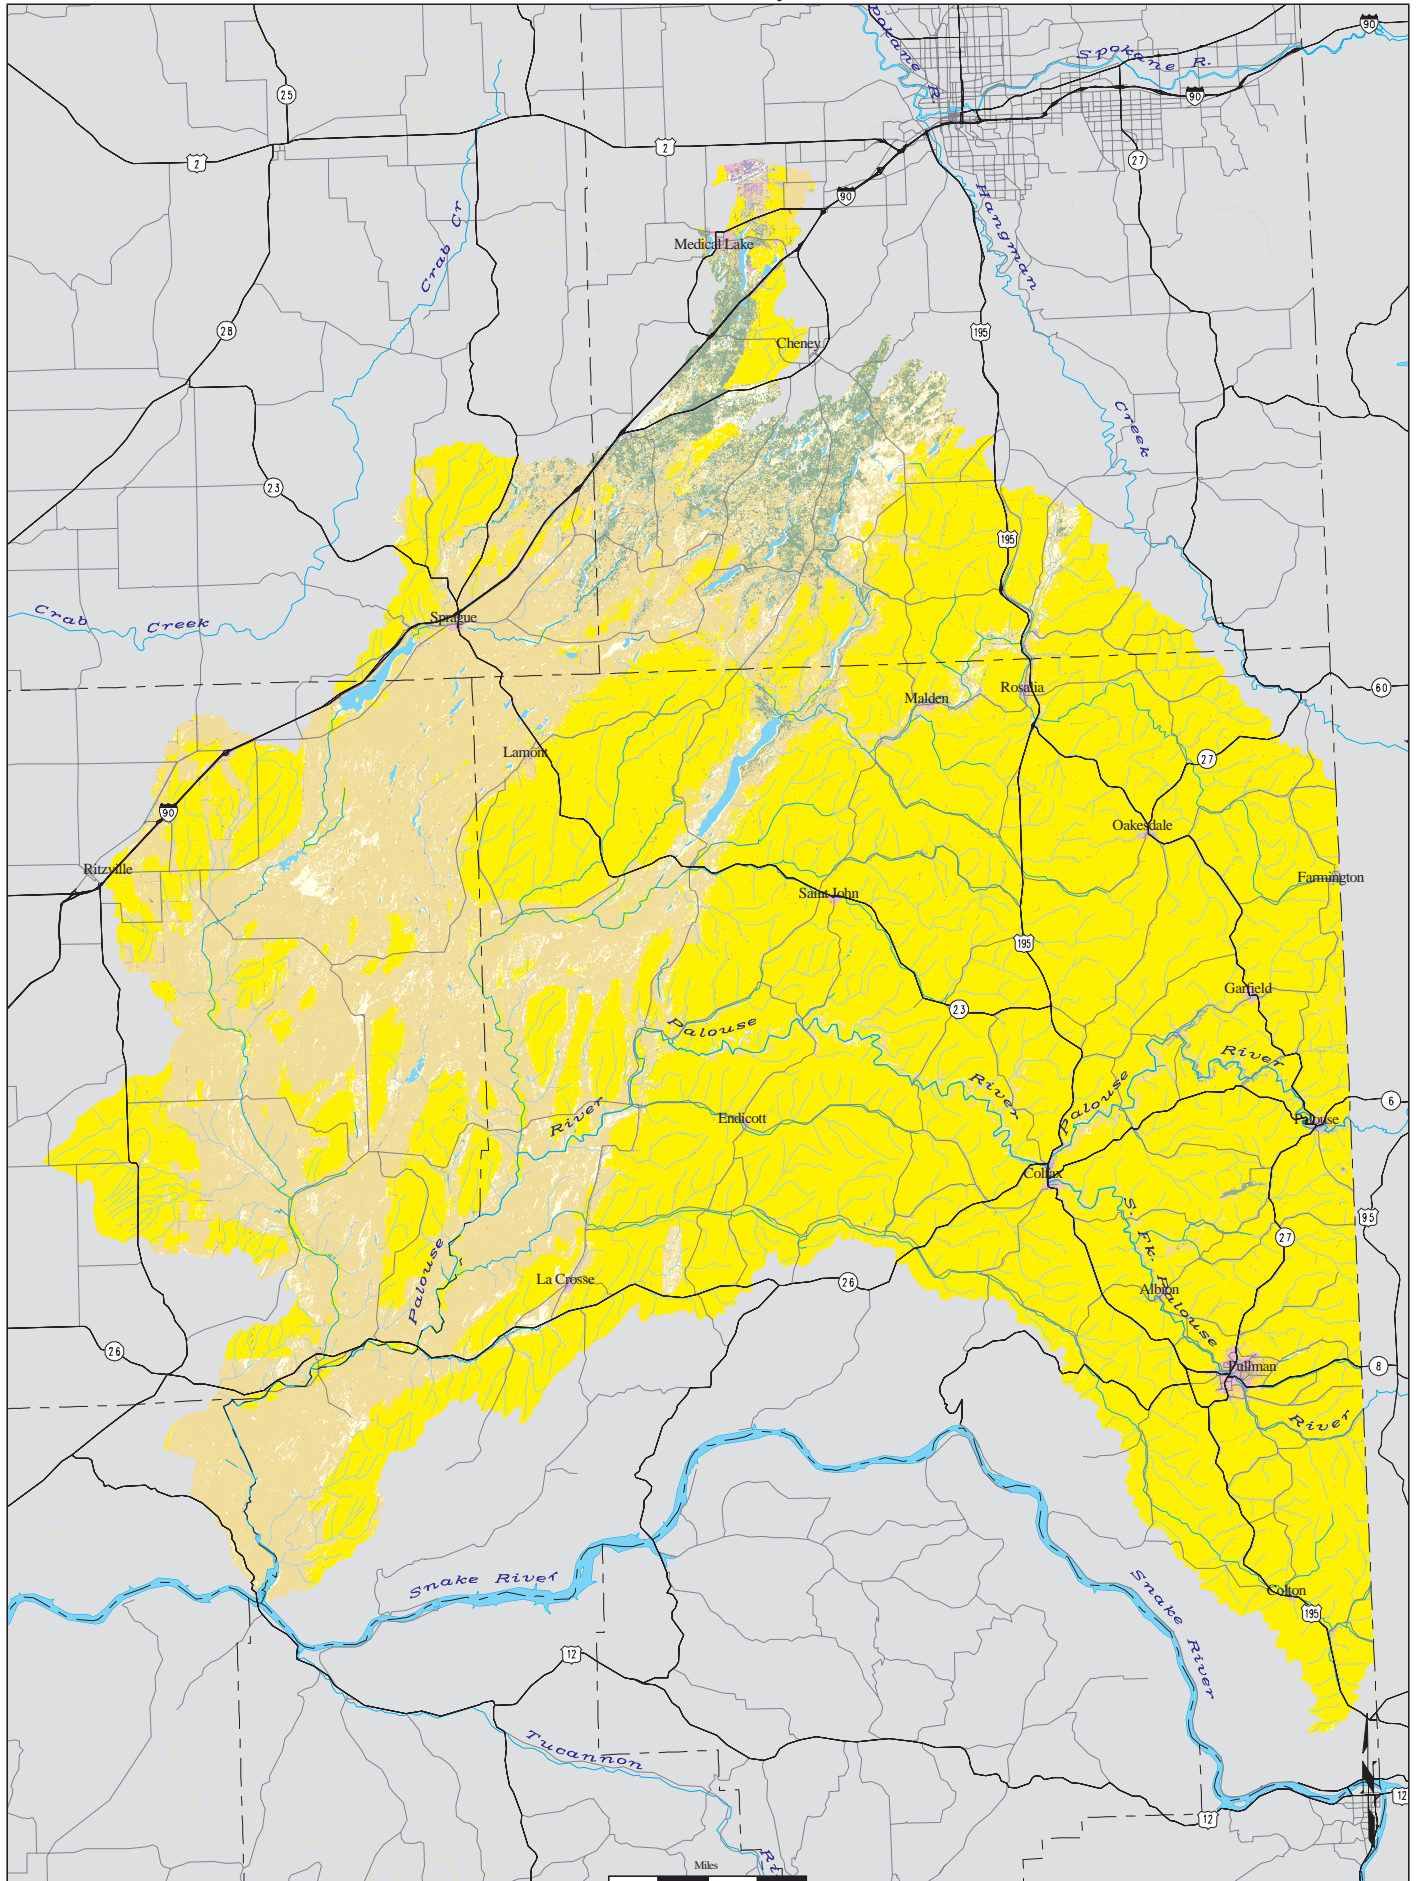 90
Spokane R.
pokane R.
90
25
2
2
27
90
Hangman
Crab Cr
Medical Lake
28
195
Cheney
Creek
23
195
Crab Creek
Sprague
60
Rosalia
Malden
Lamont
27
90
Oakesdale
Ritzville
Farmington
Saint John
195
Garfield
23
Palouse
River
River
Palouse
6
River
Endicott
Palouse
Colfax
S. Fk. Palouse
95
27
Palouse
La Crosse
26
Albion
26
Pullman
8
River
Snake River
Snake River
Colton
195
12
Tucannon
Ri
12
12
Miles